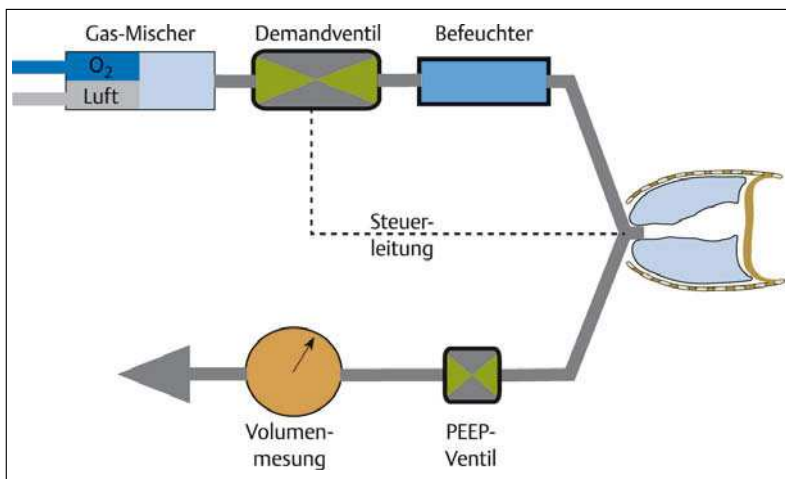 Gas-Mischer
Demandventil
Befeuchter
O₂
Luft
Steuer-
leitung
Volumen-
mesung
PEEP-
Ventil